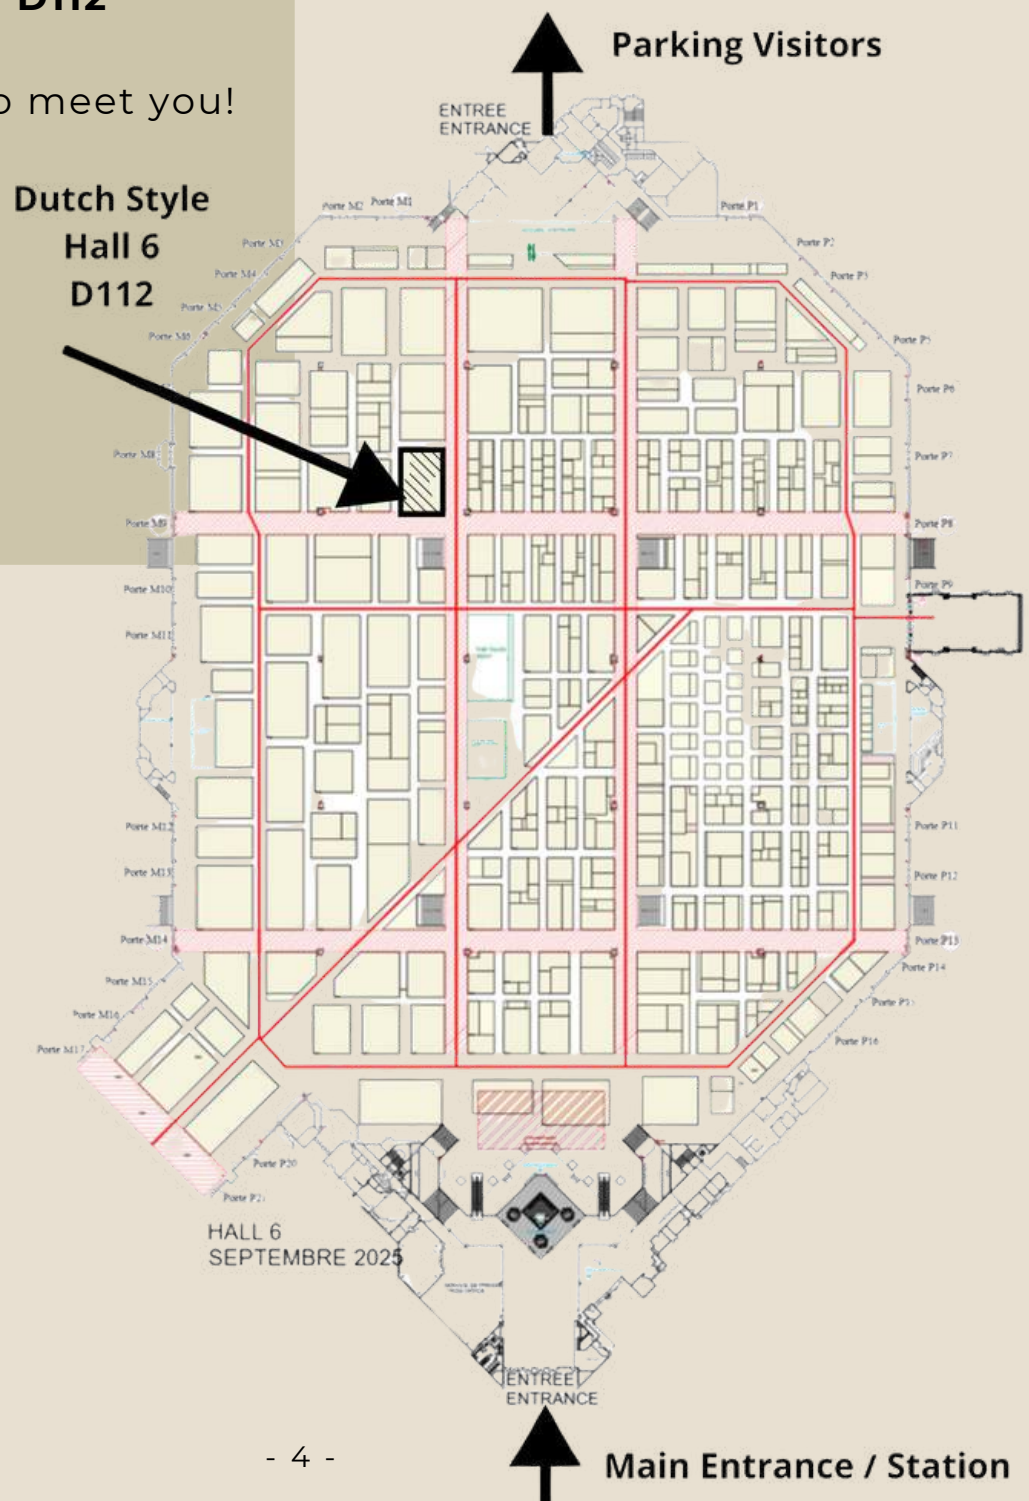 D112
o meet you!
Parking Visitors
ENTREE
ENTRANCE
Dutch Style
Hall 6
D112
Porte M2
Porte M1
Porte P1
Porte M3
Porte P2
Porte M4
Porte P3
Porte M5
Porte M6
Porte P5
Porte P6
Porte M8
Porte P7
Porte M9
Porte P8
Porte M10
Porte P9
Porte M11
Porte M12
Porte P11
Porte M13
Porte P12
Porte M14
Porte P13
Porte P14
Porte M15
Porte M16
Porte P16
Porte M17
Porte P20
HALL 6
SEPTEMBRE 2025
ENTREE
ENTRANCE
- 4 -
Main Entrance / Station